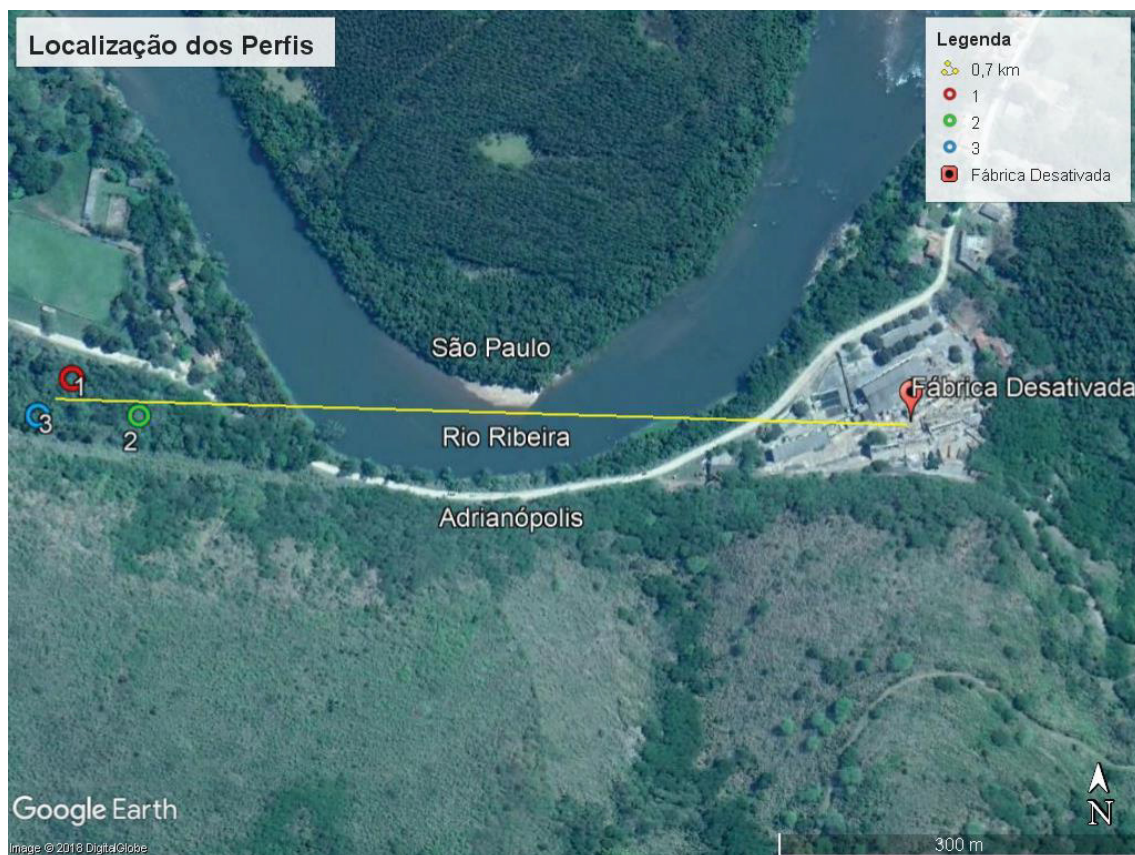 Localização dos Perfis
Legenda
0,7 km
1
2
3
Fábrica Desativada
São Paulo
1
Fábrica Desativada
3
2
Rio Ribeira
Adrianópolis
N
Google Earth
Image © 2018 DigitalGlobe
300 m